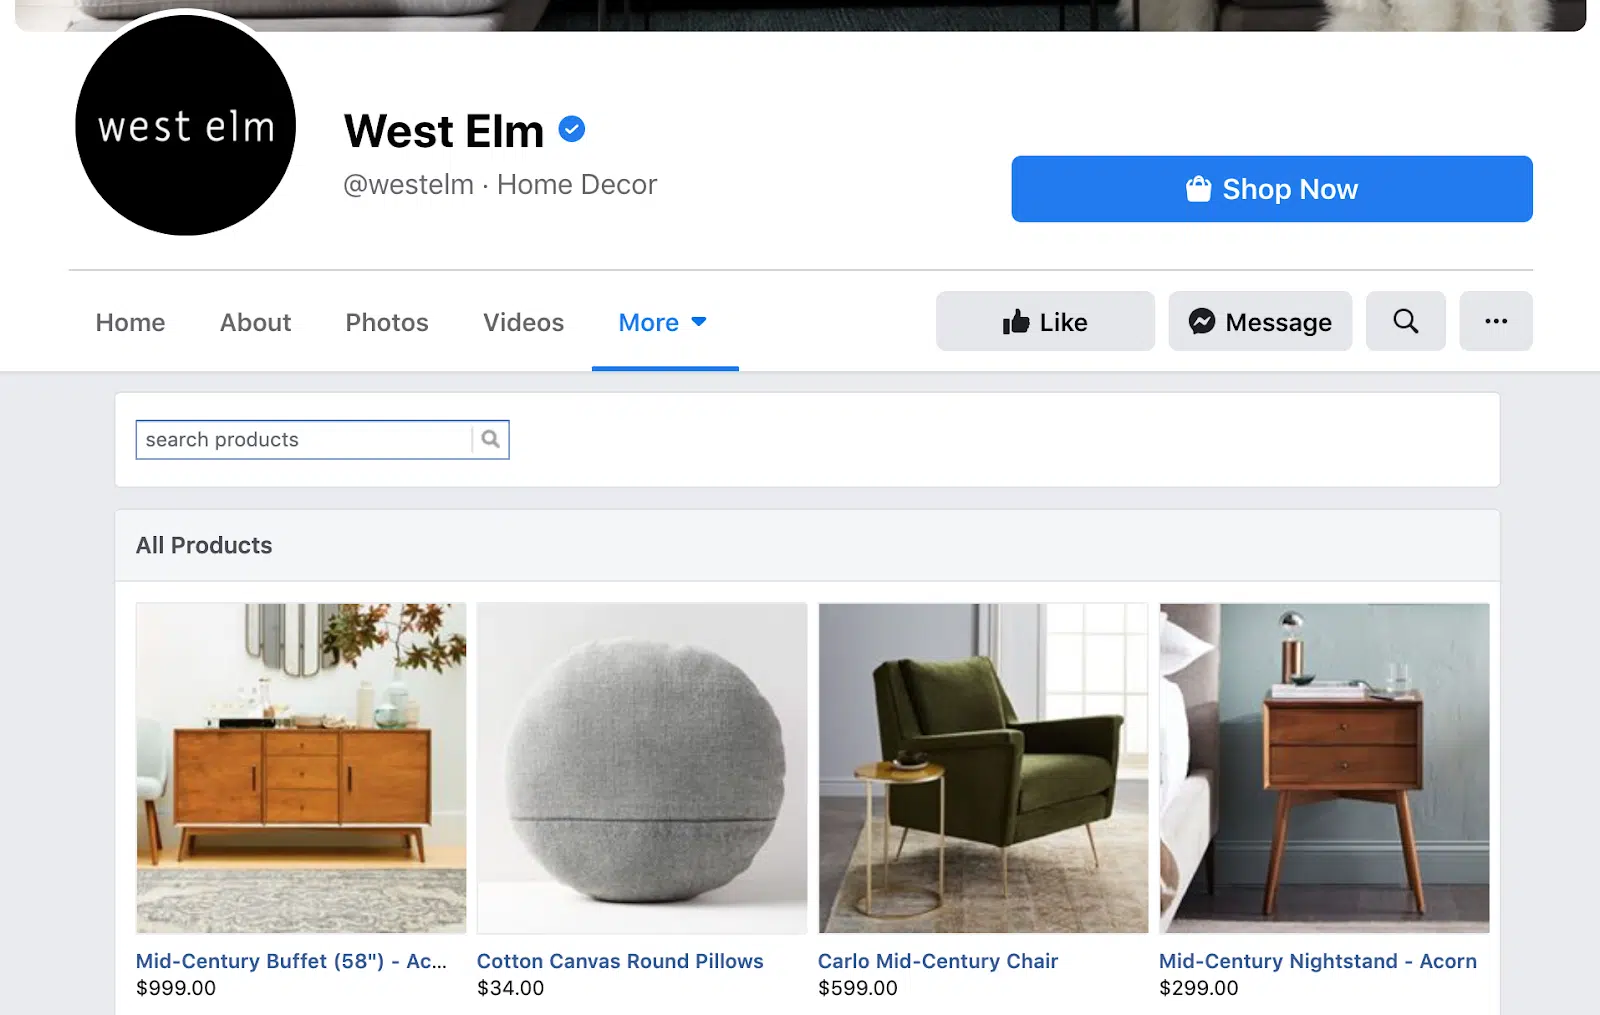 west elm
West Elm
@westelm · Home Decor
Shop Now
Home About Photos Videos More
Like Message
search products
All Products
Mid-Century Buffet (58") - Ac... Cotton Canvas Round Pillows Carlo Mid-Century Chair Mid-Century Nightstand - Acorn
$999.00 $34.00 $599.00 $299.00